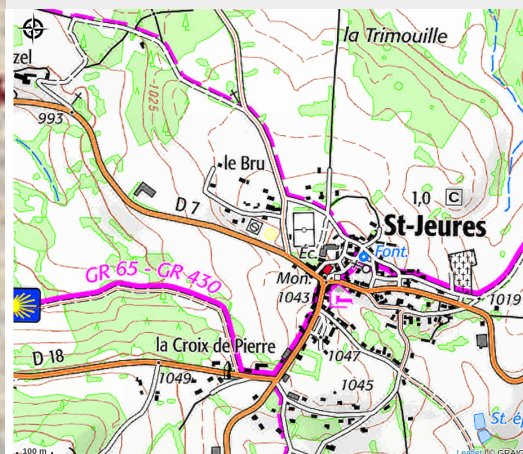 la Trimouille
zel
1025
993
le Bru
1,0 C
D 7
St-Jeures
Ec.
Font.
GR 65 - GR 430
Mon.
1043
1019
la Croix de Pierre
D 18
1047
1049
1045
St. ép
100 m
Leaflet | © GRAIG